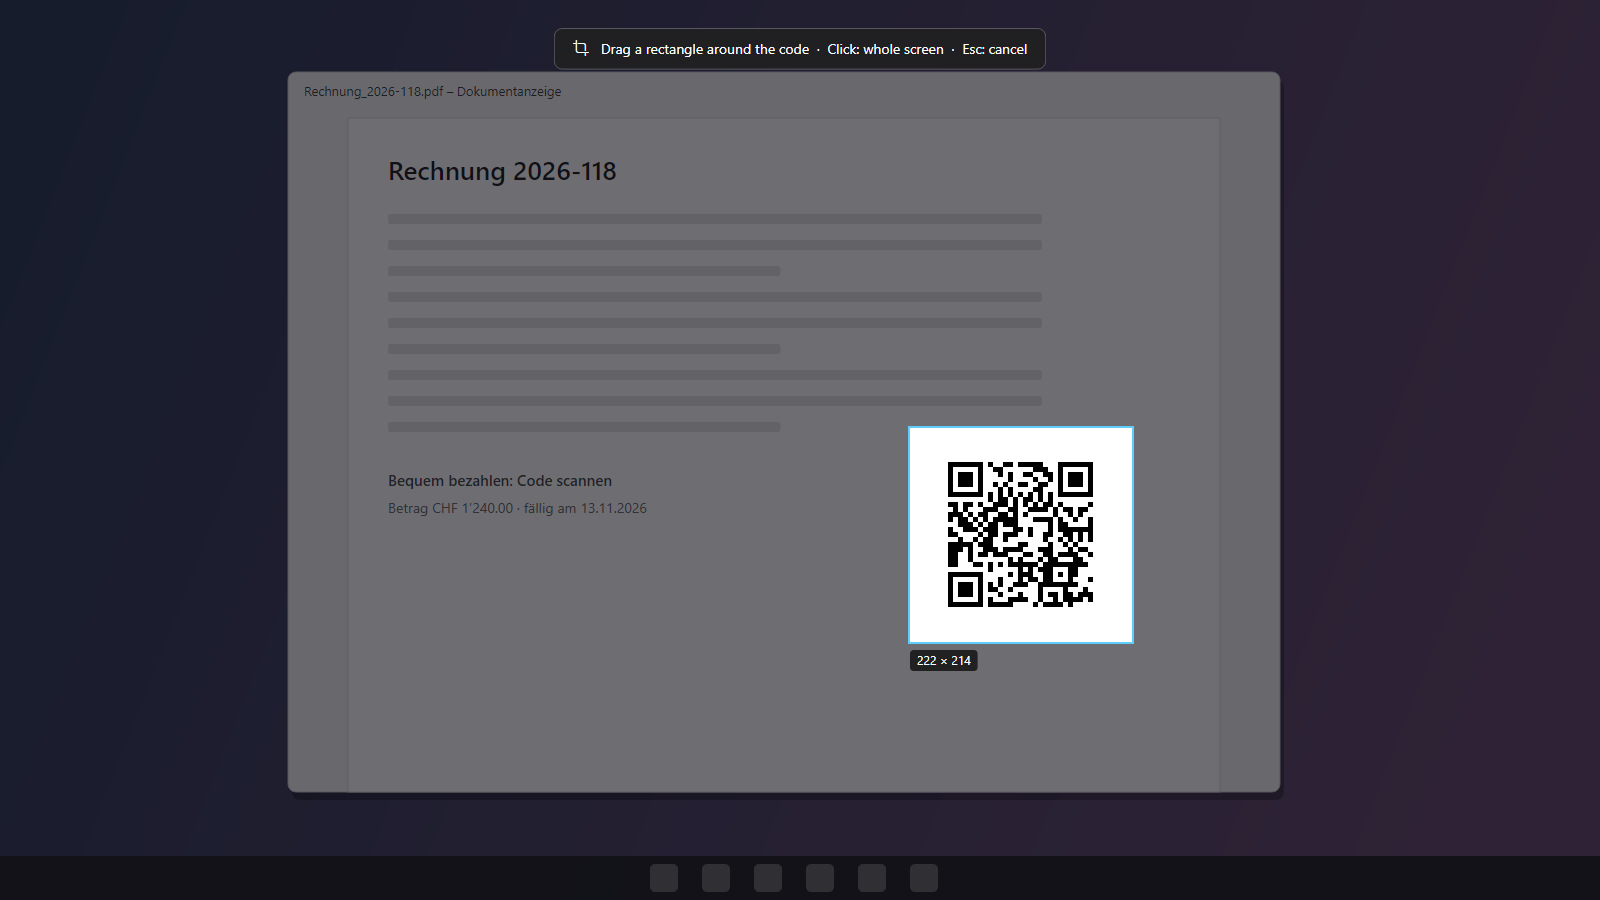 Drag a rectangle around the code · Click: whole screen · Esc: cancel
Rechnung_2026-118.pdf – Dokumentanzeige
Rechnung 2026-118
Bequem bezahlen: Code scannen
Betrag CHF 1'240.00 · fällig am 13.11.2026
222 × 214